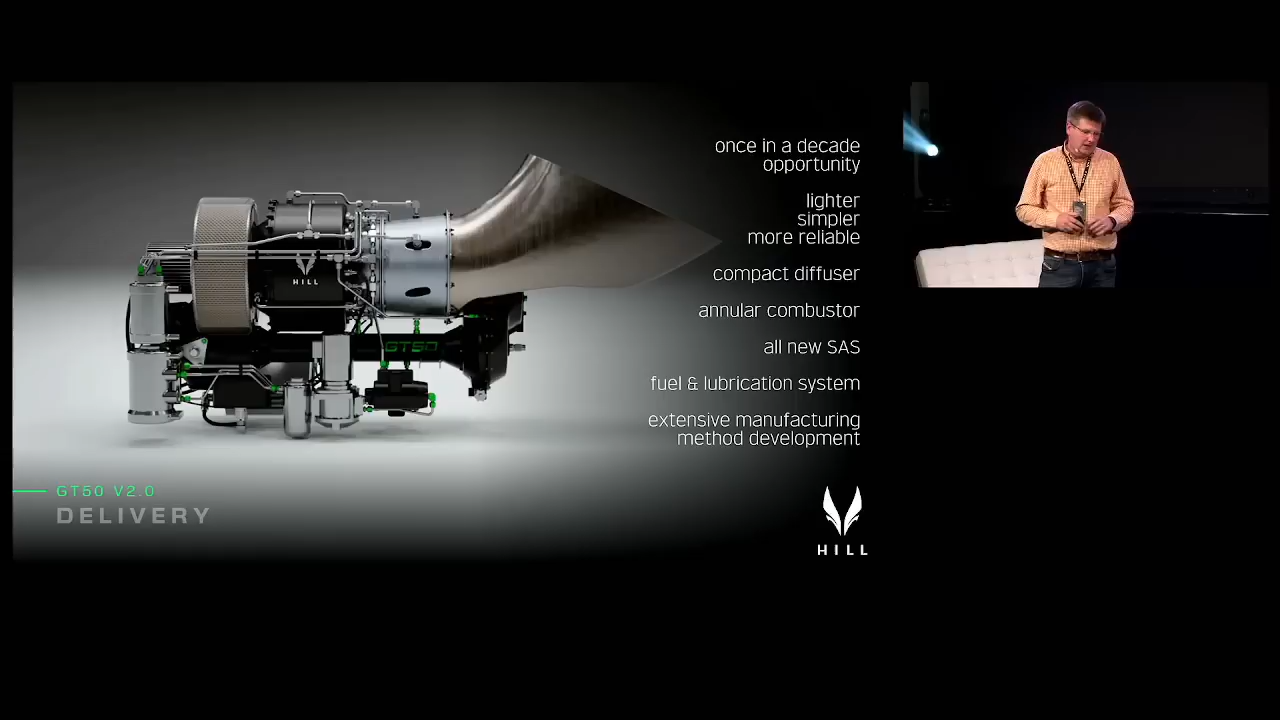 once in a decade
opportunity
lighter
simpler
more reliable
compact diffuser
annular combustor
all new SAS
fuel & lubrication system
extensive manufacturing
method development
HILL
GT50
GT50 V2.0
DELIVERY
HILL